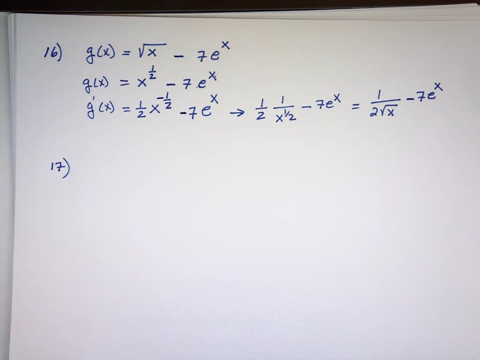 16) g(x) = √x - 7e^x
g(x) = x^(1/2) - 7e^x
g'(x) = 1/2 x^(-1/2) - 7e^x → 1/2 1/x^(1/2) - 7e^x = 1/(2√x) - 7e^x
17)